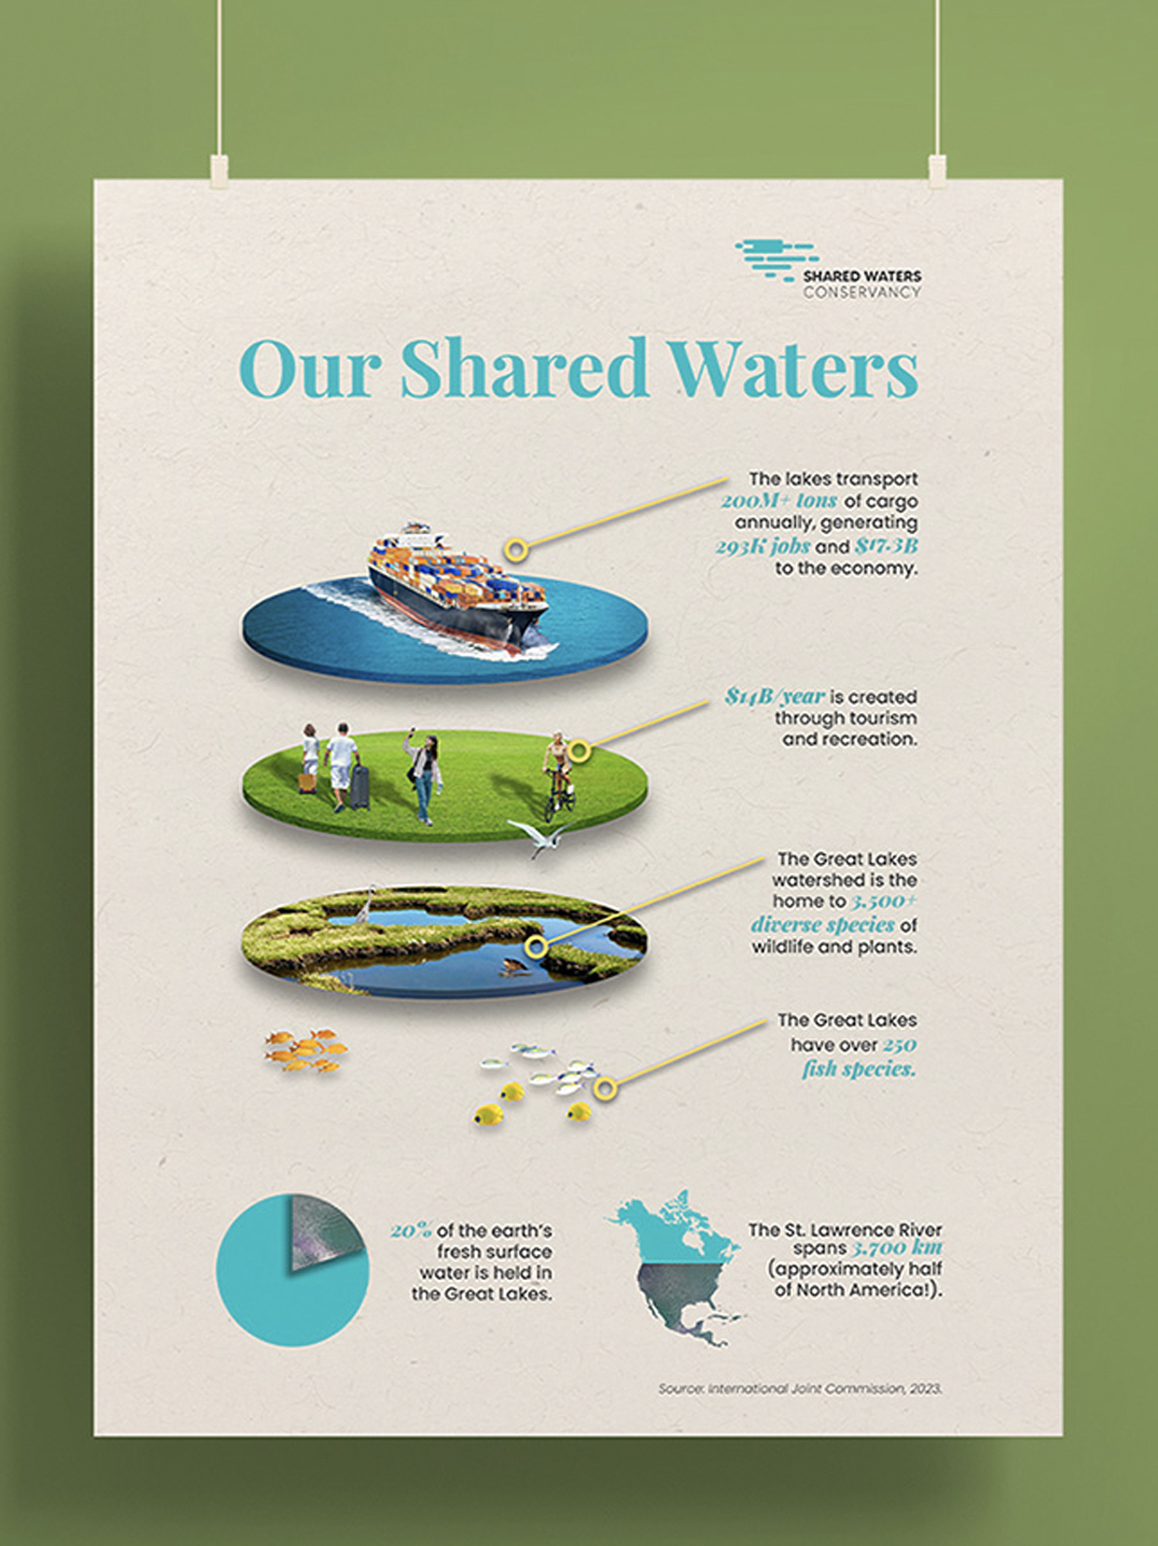 SHARED WATERS
CONSERVANCY
Our Shared Waters
The lakes transport
200M+ tons of cargo
annually, generating
293K jobs and $17.3B
to the economy.
$14B/year is created
through tourism
and recreation.
The Great Lakes
watershed is the
home to 3,500+
diverse species of
wildlife and plants.
The Great Lakes
have over 250
fish species.
20% of the earth's
fresh surface
water is held in
the Great Lakes.
The St. Lawrence River
spans 3,700 km
(approximately half
of North America!).
Source: International Joint Commission, 2023.